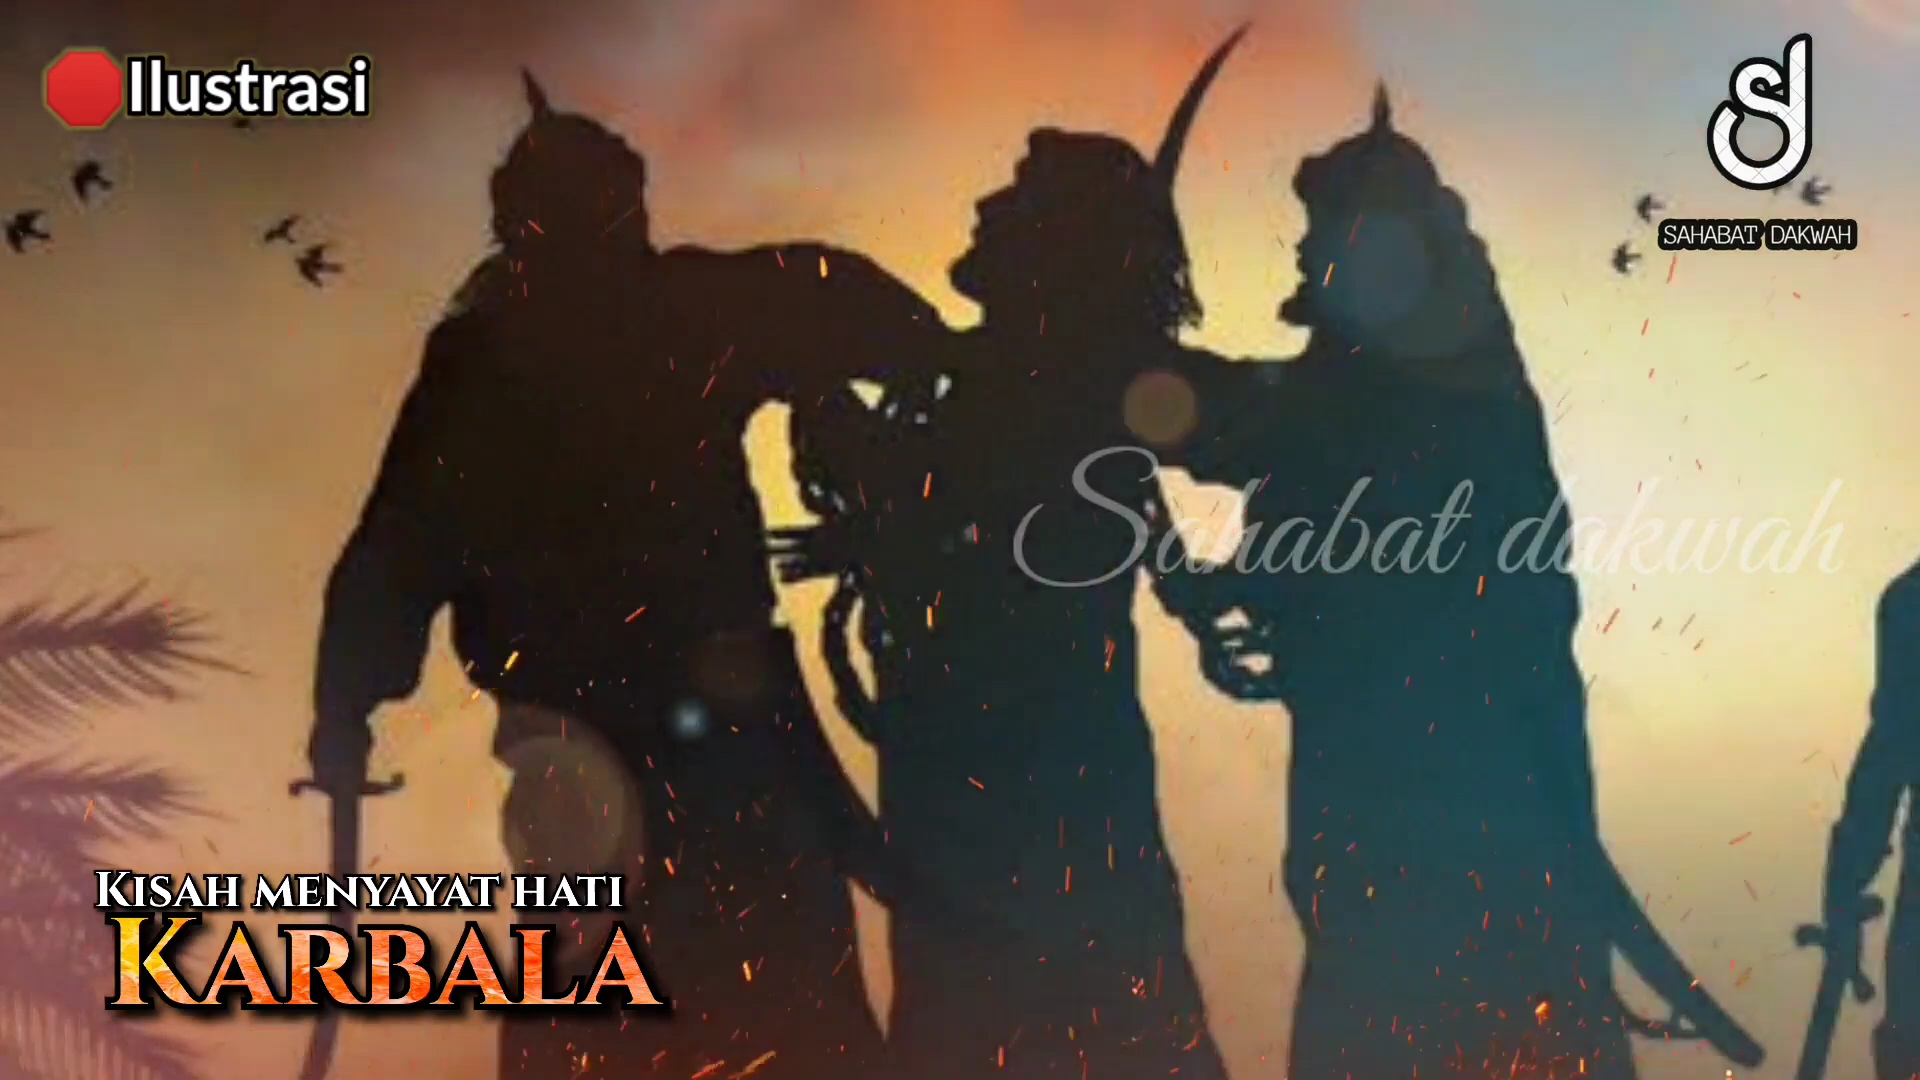 Ilustrasi
SAHABAT DAKWAH
Sahabat dakwah
KISAH MENYAYAT HATI
KARBALA